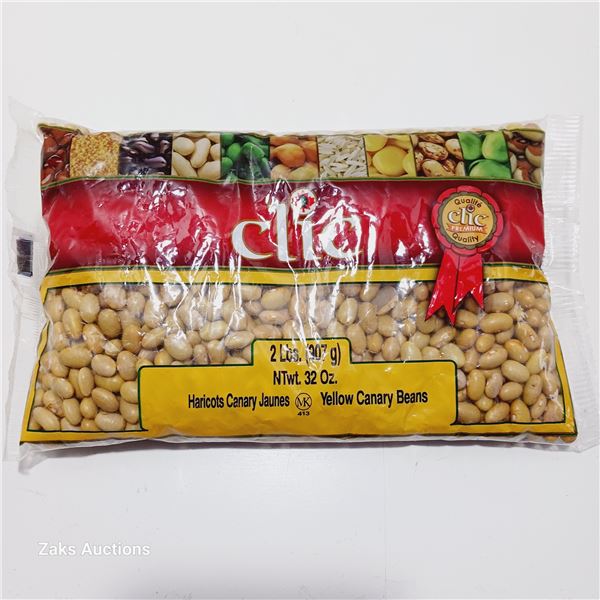 clic
Qualité
clic
PREMIUM
Quality
2 Lbs. (907 g)
NTwt. 32 Oz.
Haricots Canary Jaunes MK Yellow Canary Beans
413
Zaks Auctions